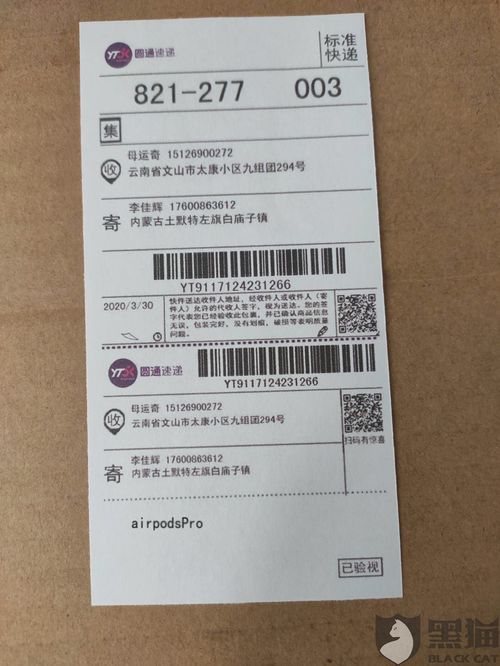 YTO 圆通速递
标准
快递
821-277 003
集
收
母运奇 15126900272
云南省文山市太康小区九组团294号
寄
李佳辉 17600863612
内蒙古土默特左旗白庙子镇
YT9117124231266
2020/3/30
快件送达收件人地址，经收件人或收件人（寄
件人）允许的代收人签字，视为送达。您的签
字代表您已经验收此包裹，并已确认商品信息
无误，包装完好，没有划痕，破损等表明质量
问题。
YTO 圆通速递
YT9117124231266
收
母运奇 15126900272
云南省文山市太康小区九组团294号
扫码有惊喜
寄
李佳辉 17600863612
内蒙古土默特左旗白庙子镇
airpodsPro
已验视
黑猫
BLACK CAT